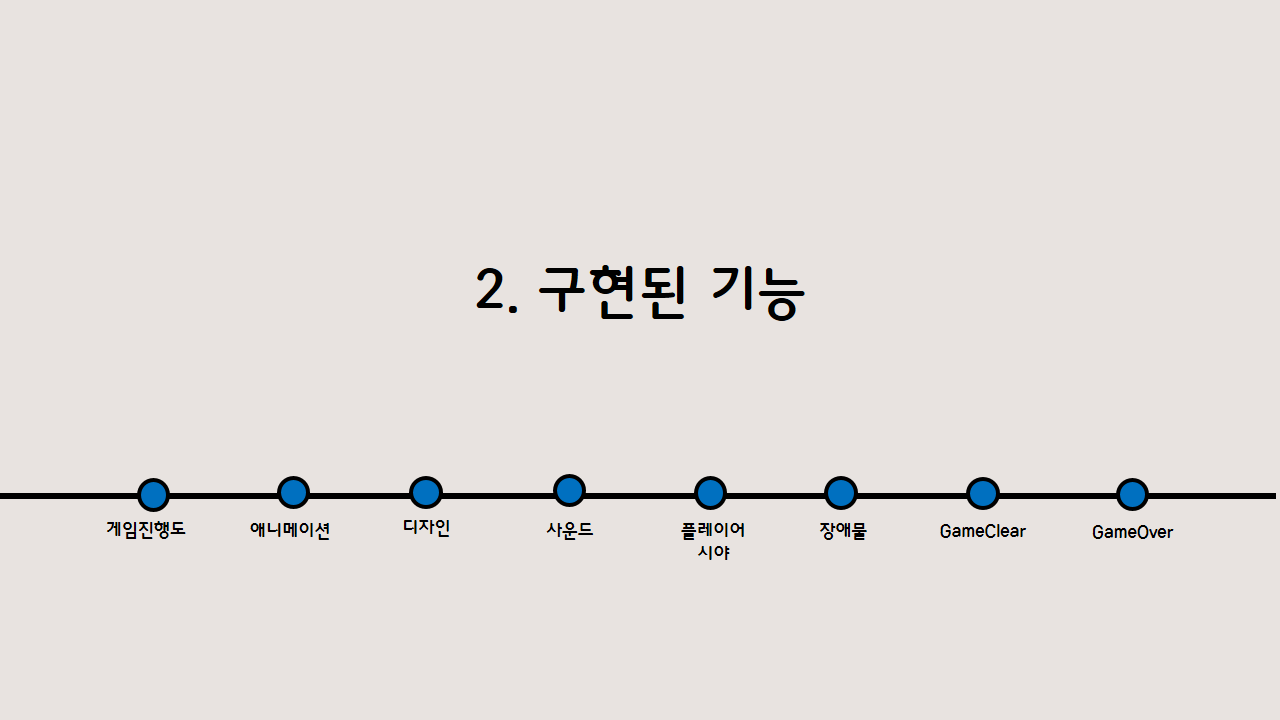 2. 구현된 기능
게임진행도
애니메이션
디자인
사운드
플레이어
시야
장애물
GameClear
GameOver